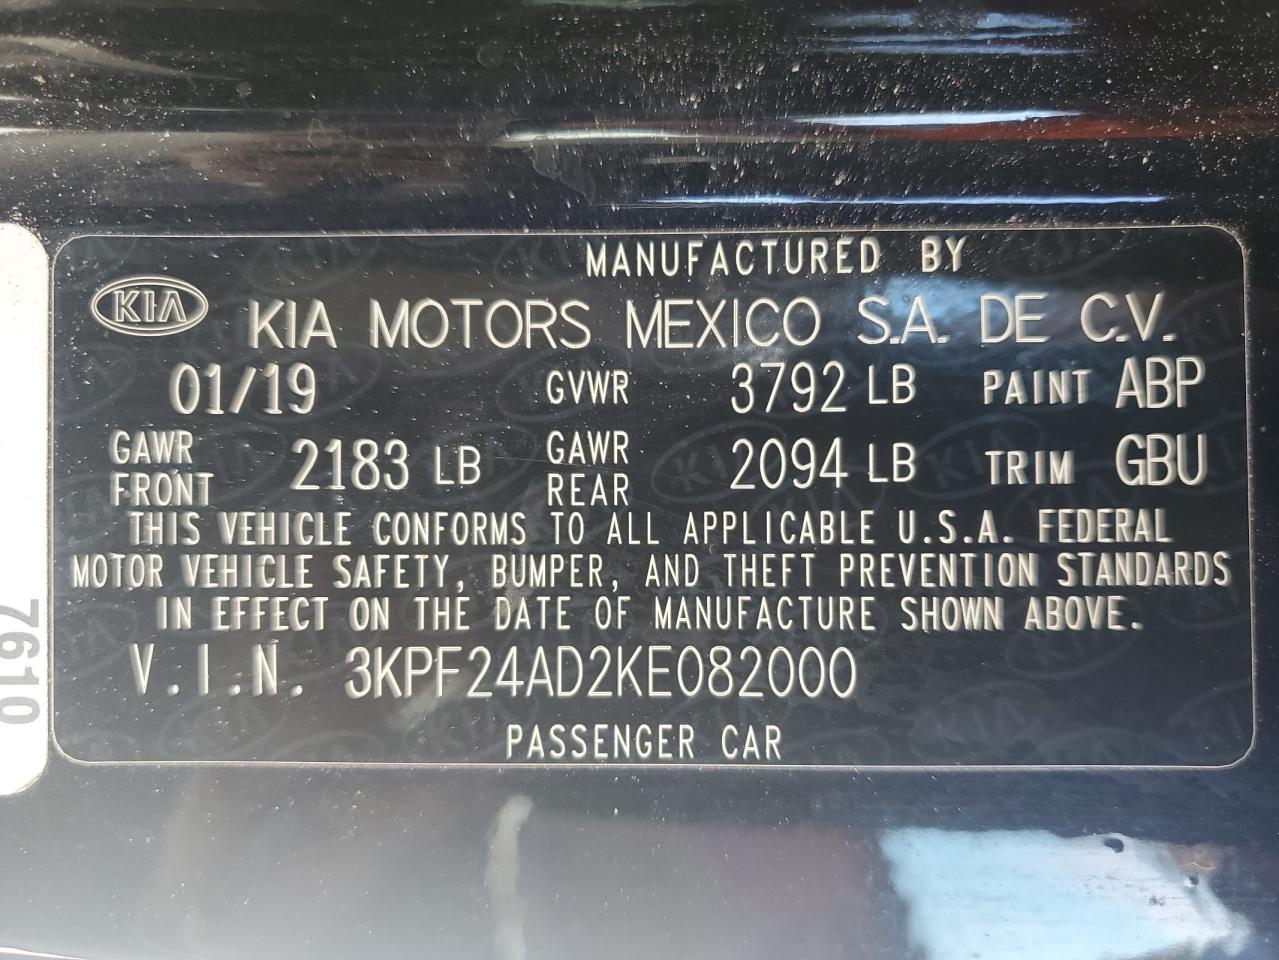 MANUFACTURED BY
KIA KIA MOTORS MEXICO S.A. DE C.V.
01/19 GVWR 3792 LB PAINT ABP
GAWR FRONT 2183 LB GAWR REAR 2094 LB TRIM GBU
THIS VEHICLE CONFORMS TO ALL APPLICABLE U.S.A. FEDERAL
MOTOR VEHICLE SAFETY, BUMPER, AND THEFT PREVENTION STANDARDS
IN EFFECT ON THE DATE OF MANUFACTURE SHOWN ABOVE.
V.I.N. 3KPF24AD2KE082000
PASSENGER CAR
7610